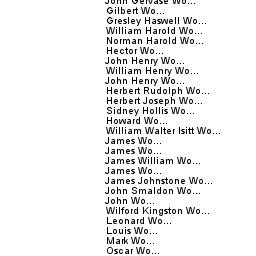 John Gervase Wo...
Gilbert Wo...
Gresley Haswell Wo...
William Harold Wo...
Norman Harold Wo...
Hector Wo...
John Henry Wo...
William Henry Wo...
John Henry Wo...
Herbert Rudolph Wo...
Herbert Joseph Wo...
Sidney Hollis Wo...
Howard Wo...
William Walter Isitt Wo...
James Wo...
James Wo...
James William Wo...
James Wo...
James Johnstone Wo...
John Smaldon Wo...
John Wo...
Wilford Kingston Wo...
Leonard Wo...
Louis Wo...
Mark Wo...
Oscar Wo...